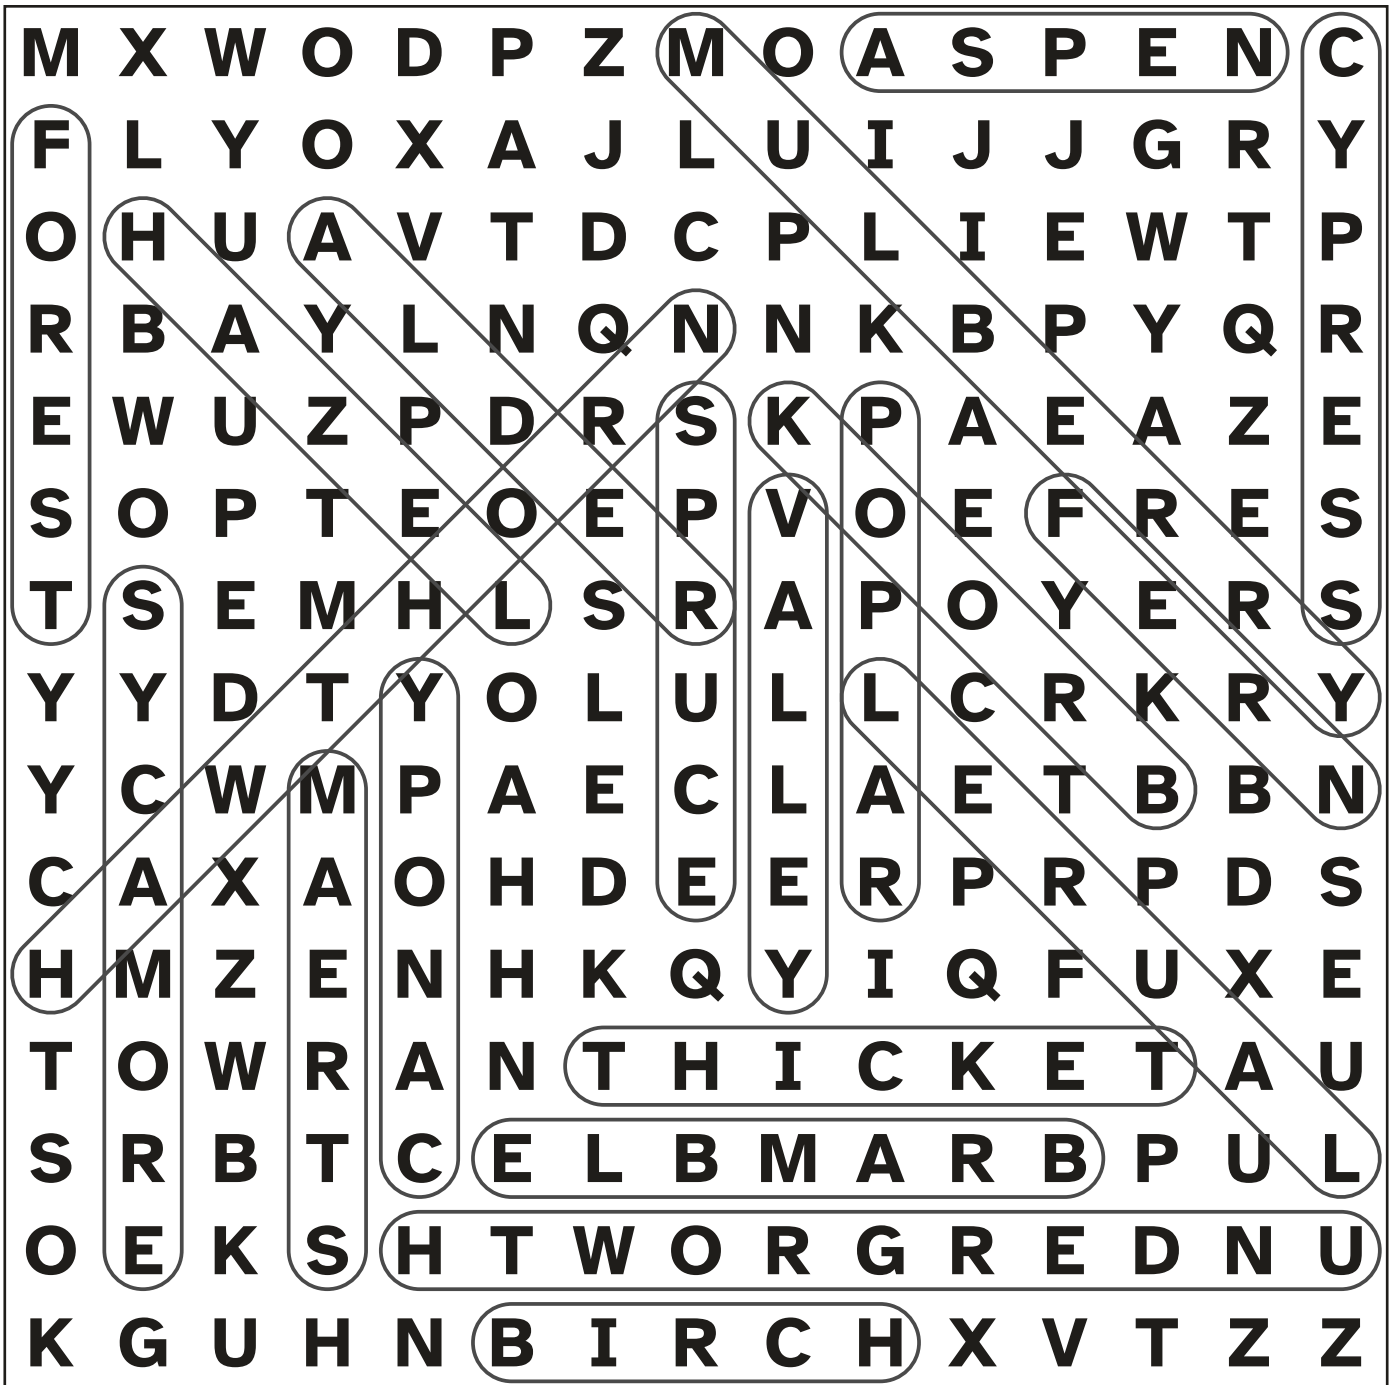 M X W O D P Z M O A S P E N C
F L Y O X A J L U I J J G R Y
O H U A V T D C P L I E W T P
R B A Y L N Q N N K B P Y Q R
E W U Z P D R S K P A E A Z E
S O P T E O E P V O E F R E S
T S E M H L S R A P O Y E R S
Y Y D T Y O L U L L C R K R Y
Y C W M P A E C L A E T B B N
C A X A O H D E E R P R P D S
H M Z E N H K Q Y I Q F U X E
T O W R A N T H I C K E T A U
S R B T C E L B M A R B P U L
O E K S H T W O R G R E D N U
K G U H N B I R C H X V T Z Z